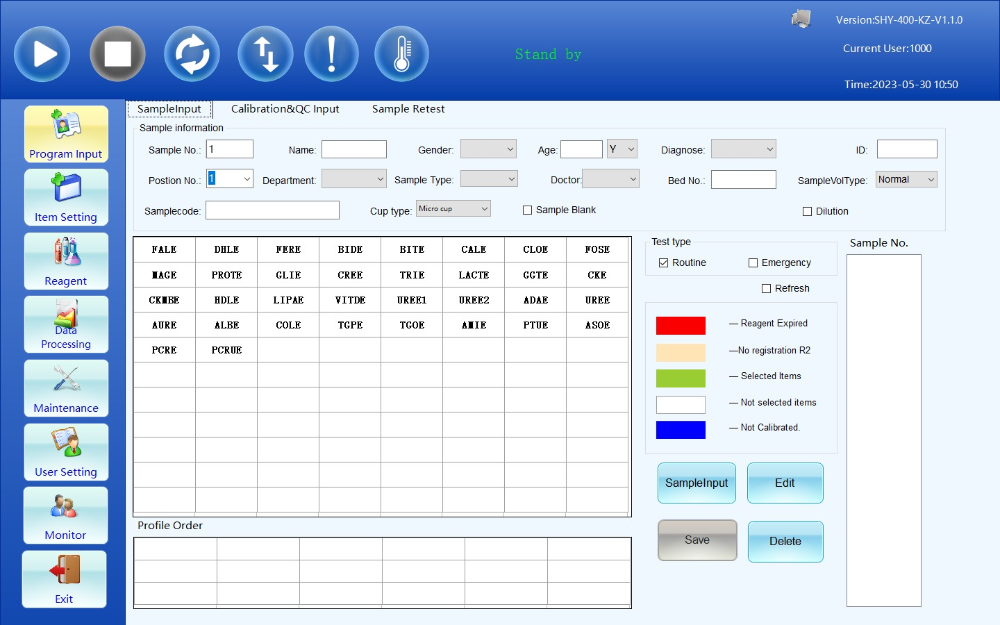 Version:SHY-400-KZ-V1.1.0
Current User:1000
Stand by
Time:2023-05-30 10:50
Program Input
Item Setting
Reagent
Data
Processing
Maintenance
User Setting
Monitor
Exit
SampleInput Calibration&QC Input Sample Retest
Sample information
Sample No.: 1 Name: Gender: Age: Y Diagnose: ID:
Postion No.: 1 Department: Sample Type: Doctor: Bed No.: SampleVolType: Normal
Samplecode: Cup type: Micro cup Sample Blank Dilution
FALE DHLE FERE BIDE BITE CALE CLOE FOSE
MAGE PROTE GLIE CREE TRIE LACTE GGTE CKE
CKMBE HDLE LIPAE VITDE UREE1 UREE2 ADAE UREE
AURE ALBE COLE TGPE TGOE AMIE PTUE ASOE
PCRE PCRUE
Profile Order
Test type
Routine Emergency
Refresh
— Reagent Expired
—No registration R2
— Selected Items
— Not selected items
— Not Calibrated.
SampleInput Edit
Save Delete
Sample No.